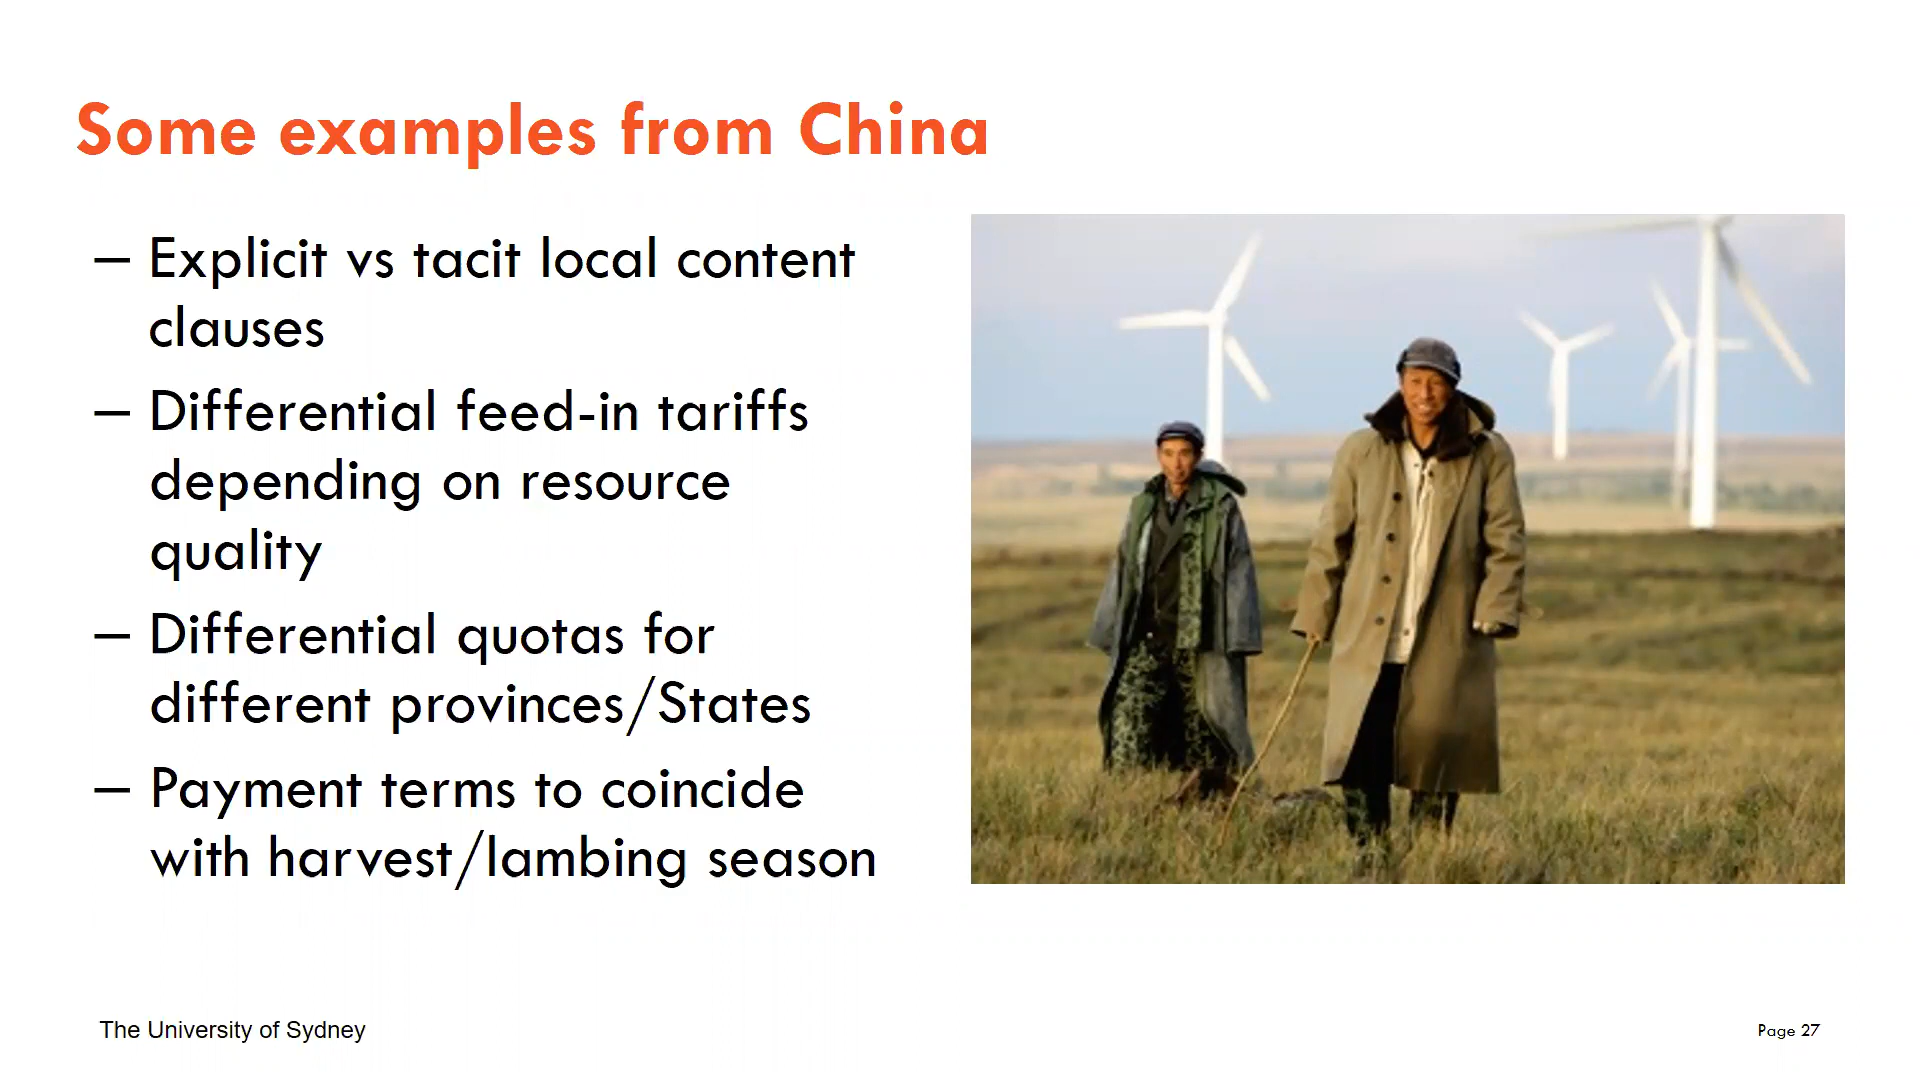 Some examples from China
– Explicit vs tacit local content
clauses
– Differential feed-in tariffs
depending on resource
quality
– Differential quotas for
different provinces/States
– Payment terms to coincide
with harvest/lambing season
The University of Sydney
Page 27